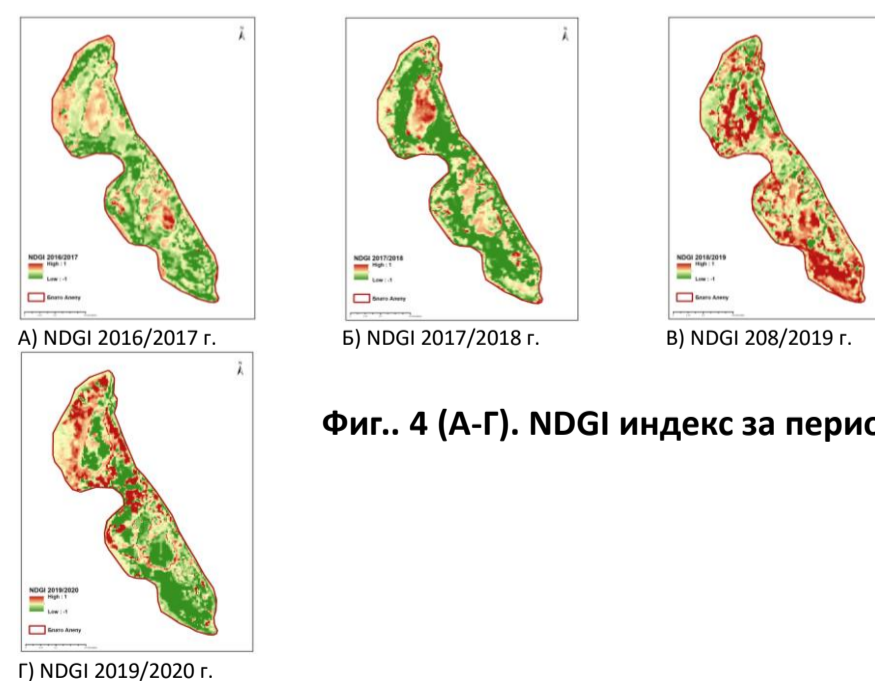 NDGI 2016/2017
High : 1
Low : -1
Блато Алепу
А) NDGI 2016/2017 г.
NDGI 2017/2018
High : 1
Low : -1
Блато Алепу
Б) NDGI 2017/2018 г.
NDGI 2018/2019
High : 1
Low : -1
Блато Алепу
В) NDGI 208/2019 г.
NDGI 2019/2020
High : 1
Low : -1
Блато Алепу
Г) NDGI 2019/2020 г.
Фиг.. 4 (А-Г). NDGI индекс за перио